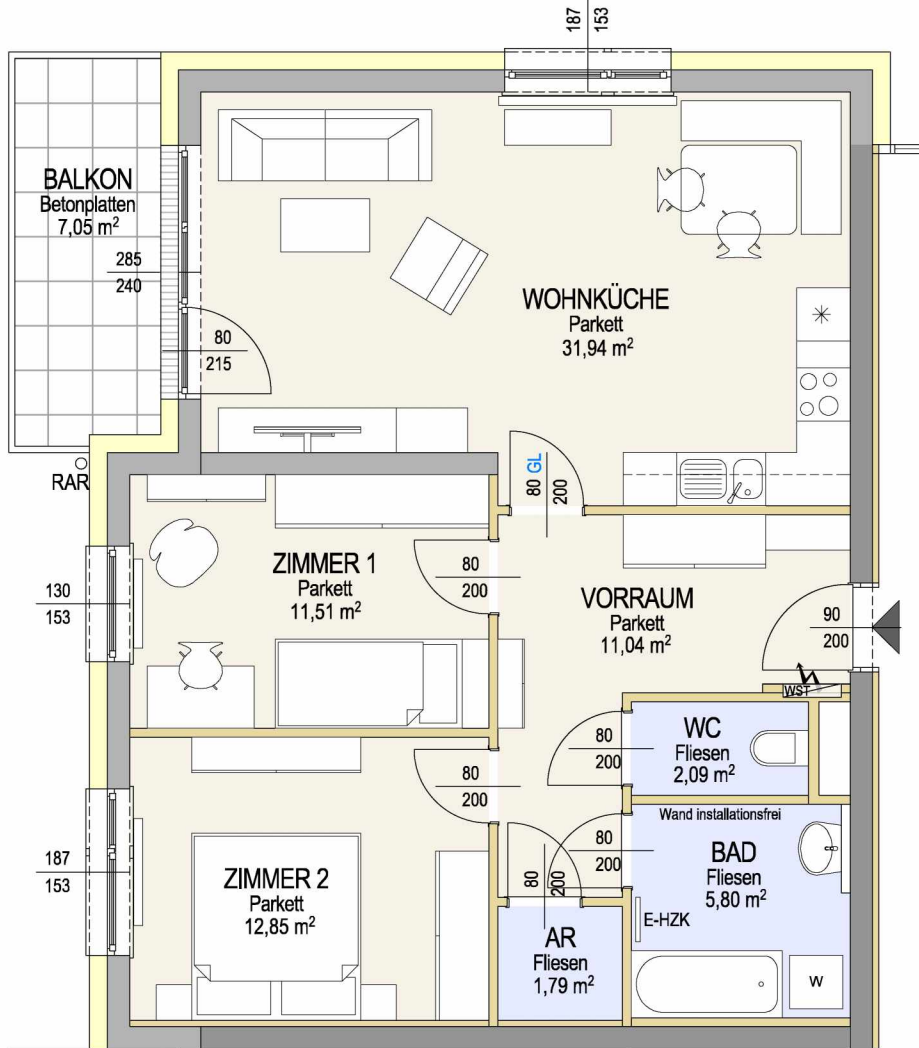 187
153
BALKON
Betonplatten
7,05 m²
285
240
80
215
WOHNKÜCHE
Parkett
31,94 m²
RAR
GL
80
200
ZIMMER 1
Parkett
11,51 m²
80
200
130
153
VORRAUM
Parkett
11,04 m²
90
200
WST
WC
Fliesen
2,09 m²
80
200
80
200
Wand installationsfrei
80
200
BAD
Fliesen
5,80 m²
187
153
ZIMMER 2
Parkett
12,85 m²
80
200
E-HZK
AR
Fliesen
1,79 m²
W